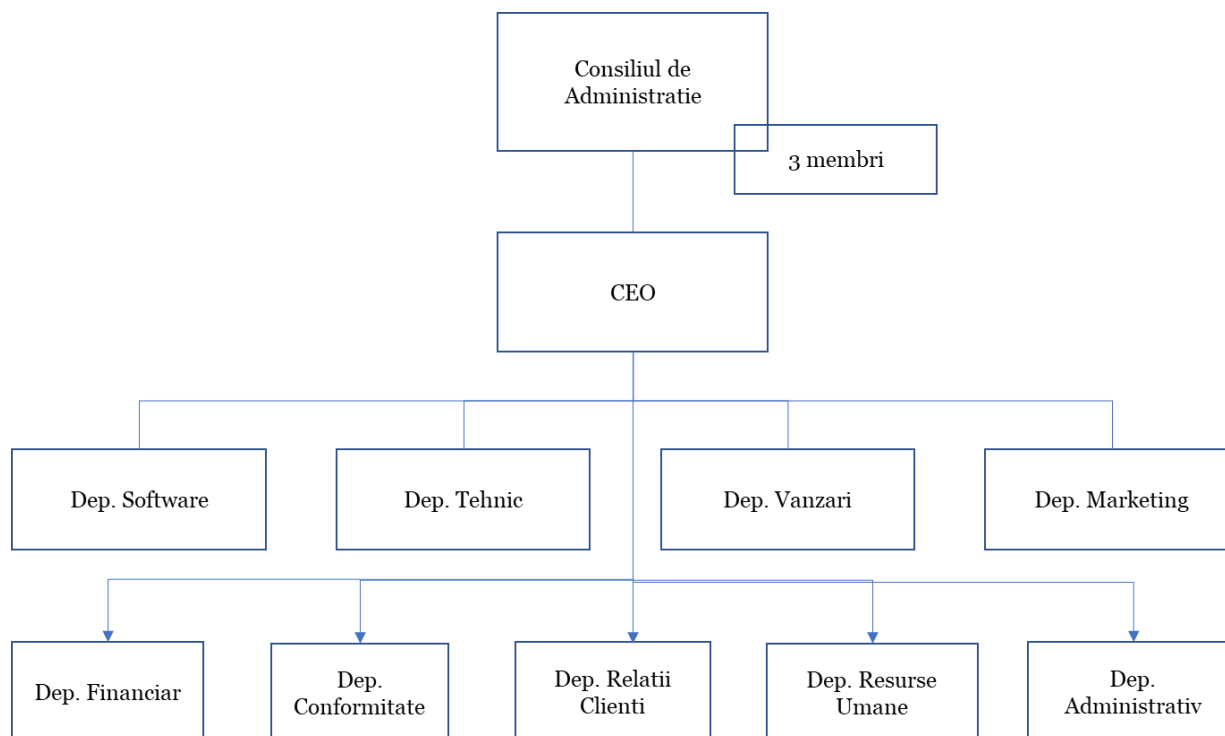 Consiliul de
Administratie
3 membri
CEO
Dep. Software
Dep. Tehnic
Dep. Vanzari
Dep. Marketing
Dep. Financiar
Dep.
Conformitate
Dep. Relatii
Clienti
Dep. Resurse
Umane
Dep.
Administrativ